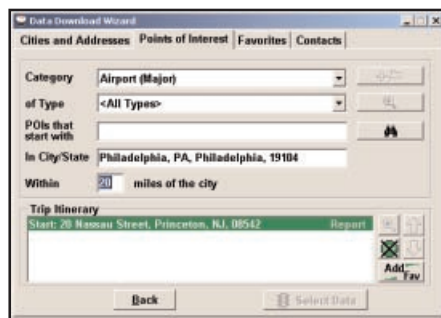 Data Download Wizard
Cities and Addresses Points of Interest Favorites Contacts
Category Airport (Major)
of Type <All Types>
POIs that
start with
In City/State Philadelphia, PA, Philadelphia, 19104
Within 20 miles of the city
Trip Itinerary
Start: 20 Nassau Street, Princeton, NJ, 08542 Report
Add
Fav
Back Select Data